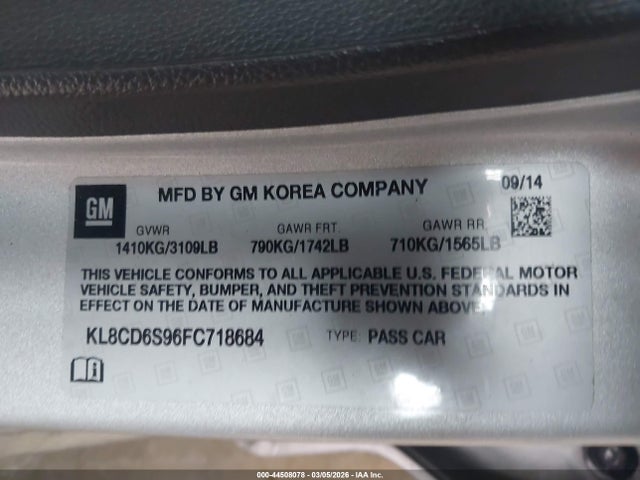 GM
MFD BY GM KOREA COMPANY 09/14
GVWR GAWR FRT. GAWR RR.
1410KG/3109LB 790KG/1742LB 710KG/1565LB
THIS VEHICLE CONFORMS TO ALL APPLICABLE U.S. FEDERAL MOTOR
VEHICLE SAFETY, BUMPER, AND THEFT PREVENTION STANDARDS IN
EFFECT ON THE DATE OF MANUFACTURE SHOWN ABOVE.
KL8CD6S96FC718684 TYPE: PASS CAR
000-44508078 | 03/05/2026 | IAA Inc.